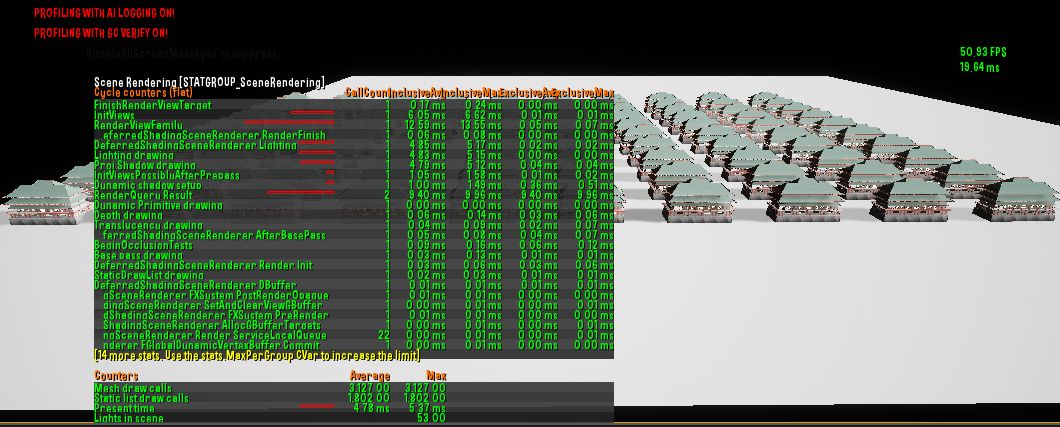 PROFILING WITH AI LOGGING ON!
PROFILING WITH GC VERIFY ON!
'DisableAllScreenMessages' to suppress
50.93 FPS
19.64 ms
Scene Rendering [STATGROUP_SceneRendering]
Cycle counters (flat) CallCount InclusiveAvg InclusiveMax ExclusiveAvg ExclusiveMax
FinishRenderViewTarget 1 0.17 ms 0.24 ms 0.00 ms 0.00 ms
InitViews 1 6.05 ms 6.62 ms 0.01 ms 0.01 ms
RenderViewFamily 1 12.59 ms 13.55 ms 0.05 ms 0.07 ms
eferredShadingSceneRenderer RenderFinish 1 0.06 ms 0.08 ms 0.00 ms 0.00 ms
DeferredShadingSceneRenderer Lighting 1 4.85 ms 5.17 ms 0.02 ms 0.02 ms
Lighting drawing 1 4.83 ms 5.15 ms 0.00 ms 0.00 ms
Proj Shadow drawing 1 4.79 ms 5.12 ms 0.04 ms 0.04 ms
InitViewsPossiblyAfterPrepass 1 1.05 ms 1.53 ms 0.01 ms 0.02 ms
Dynamic shadow setup 1 1.00 ms 1.49 ms 0.36 ms 0.51 ms
RenderQuery Result 2 9.40 ms 9.96 ms 9.40 ms 9.96 ms
Dynamic Primitive drawing 1 0.00 ms 0.00 ms 0.00 ms 0.00 ms
Depth drawing 1 0.06 ms 0.14 ms 0.03 ms 0.06 ms
Translucency drawing 1 0.04 ms 0.09 ms 0.02 ms 0.07 ms
ferredShadingSceneRenderer AfterBasePass 1 0.05 ms 0.08 ms 0.04 ms 0.07 ms
BeginOcclusionTests 1 0.09 ms 0.16 ms 0.06 ms 0.12 ms
Base pass drawing 1 0.03 ms 0.13 ms 0.01 ms 0.01 ms
DeferredShadingSceneRenderer Render Init 1 0.03 ms 0.06 ms 0.03 ms 0.06 ms
StaticDrawList drawing 1 0.02 ms 0.03 ms 0.01 ms 0.01 ms
DeferredShadingSceneRenderer DBuffer 1 0.01 ms 0.01 ms 0.01 ms 0.01 ms
gSceneRenderer FXSystem PostRenderOpaque 1 0.00 ms 0.01 ms 0.00 ms 0.00 ms
dingSceneRenderer SetAndClearViewGBuffer 1 0.00 ms 0.01 ms 0.00 ms 0.01 ms
dShadingSceneRenderer FXSystem PreRender 1 0.00 ms 0.01 ms 0.00 ms 0.01 ms
ShadingSceneRenderer AllocGBufferTargets 1 0.00 ms 0.01 ms 0.00 ms 0.01 ms
ngSceneRenderer Render ServiceLocalQueue 22 0.00 ms 0.01 ms 0.00 ms 0.01 ms
nderer FGlobalDynamicVertexBuffer Commit 1 0.00 ms 0.01 ms 0.00 ms 0.00 ms
[14 more stats. Use the stats.MaxPerGroup CVar to increase the limit]
Counters Average Max
Mesh draw calls 3,127.00 3,127.00
Static list draw calls 1,802.00 1,802.00
Present time 4.78 ms 5.37 ms
Lights in scene 53.00